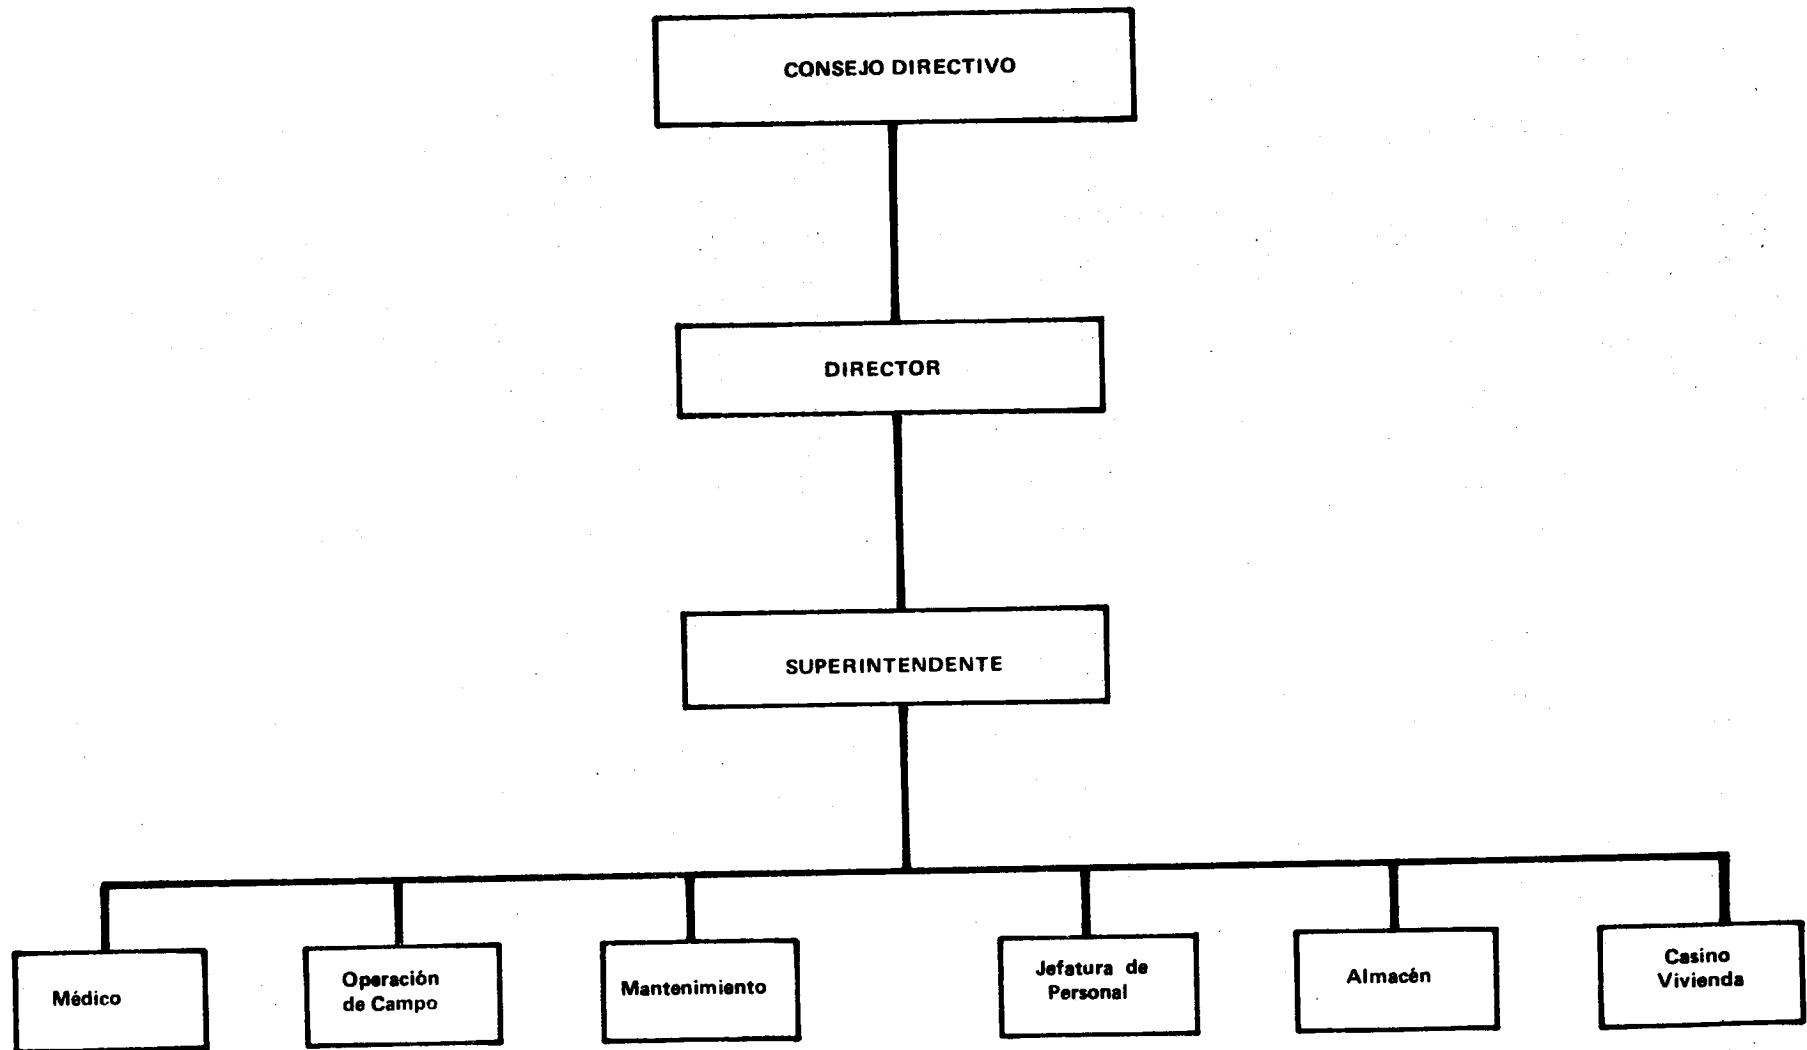 CONSEJO DIRECTIVO
DIRECTOR
SUPERINTENDENTE
Médico
Operación
de Campo
Mantenimiento
Jefatura de
Personal
Almacén
Casino
Vivienda